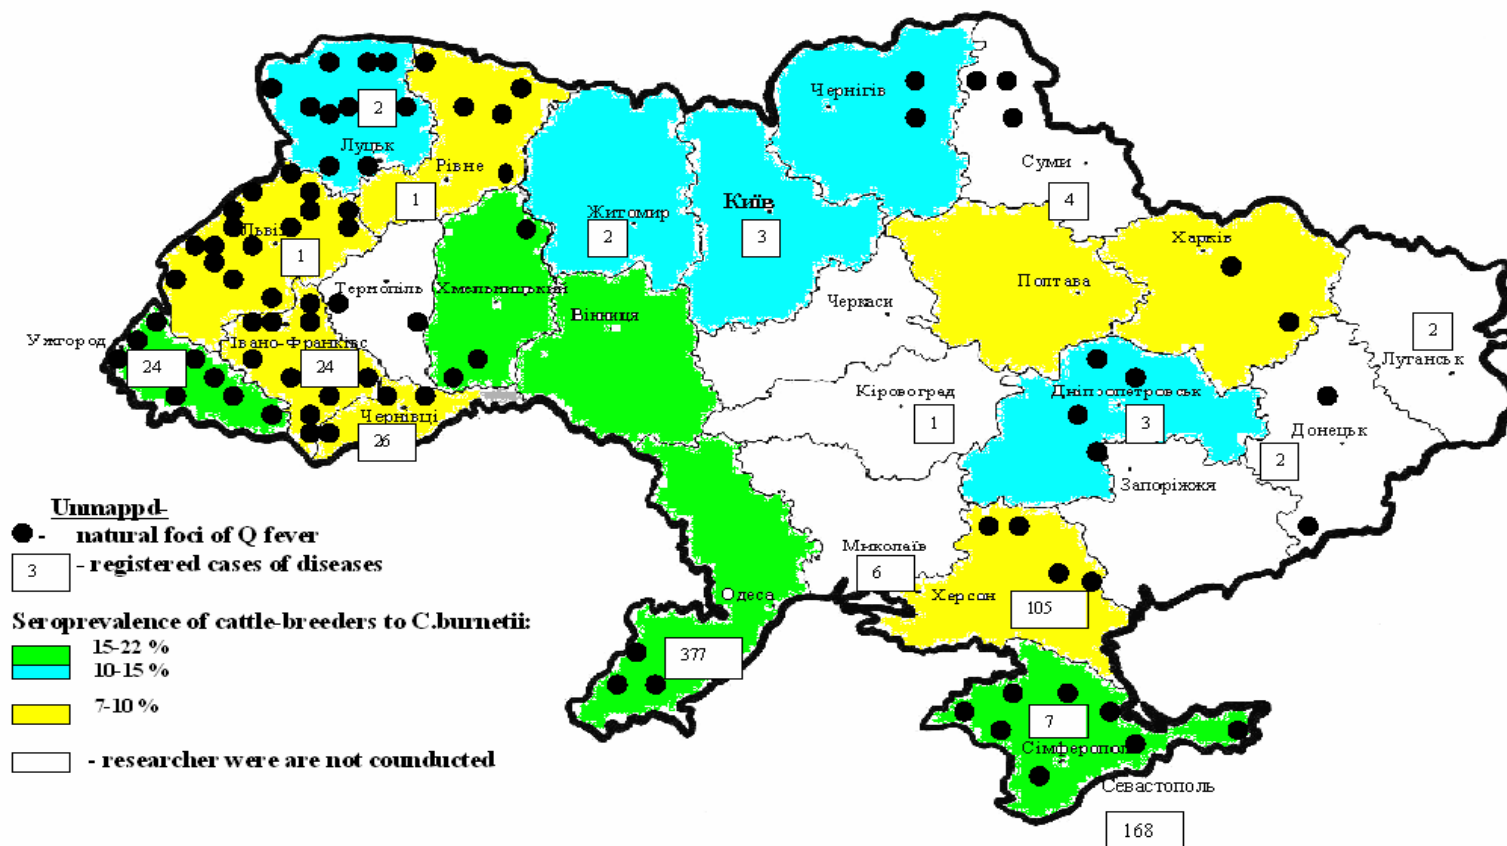 Чернігів
2
Луцьк
Рівне
Суми
1
Житомир
Київ
4
2
3
Львів
Харків
1
Тернопіль
Хмельницький
Полтава
Вінниця
Черкаси
Ужгород
Івано-Франківс
2
Луганськ
24
24
Кіровоград
Дніпропетровськ
Чернівці
1
3
Донецьк
26
2
Запоріжжя
Unmappd-
- natural foci of Q fever
Миколаїв
3 - registered cases of diseases
6
Одеса
Херсон
105
Seroprevalence of cattle-breeders to C.burnetii:
15-22 %
377
10-15 %
7-10 %
7
Сімферополь
- researcher were are not counducted
Севастополь
168